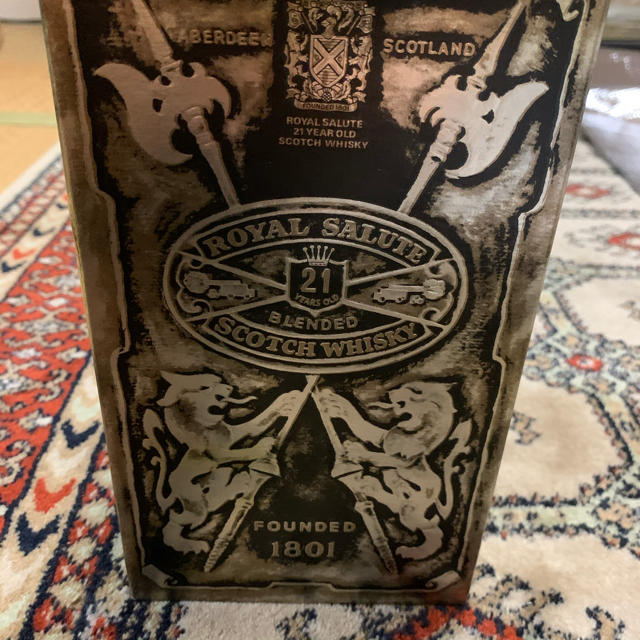 ABERDEEN
SCOTLAND
FOUNDED 1801
ROYAL SALUTE
21 YEAR OLD
SCOTCH WHISKY
ROYAL SALUTE
21
YEARS OLD
BLENDED
SCOTCH WHISKY
FOUNDED
1801